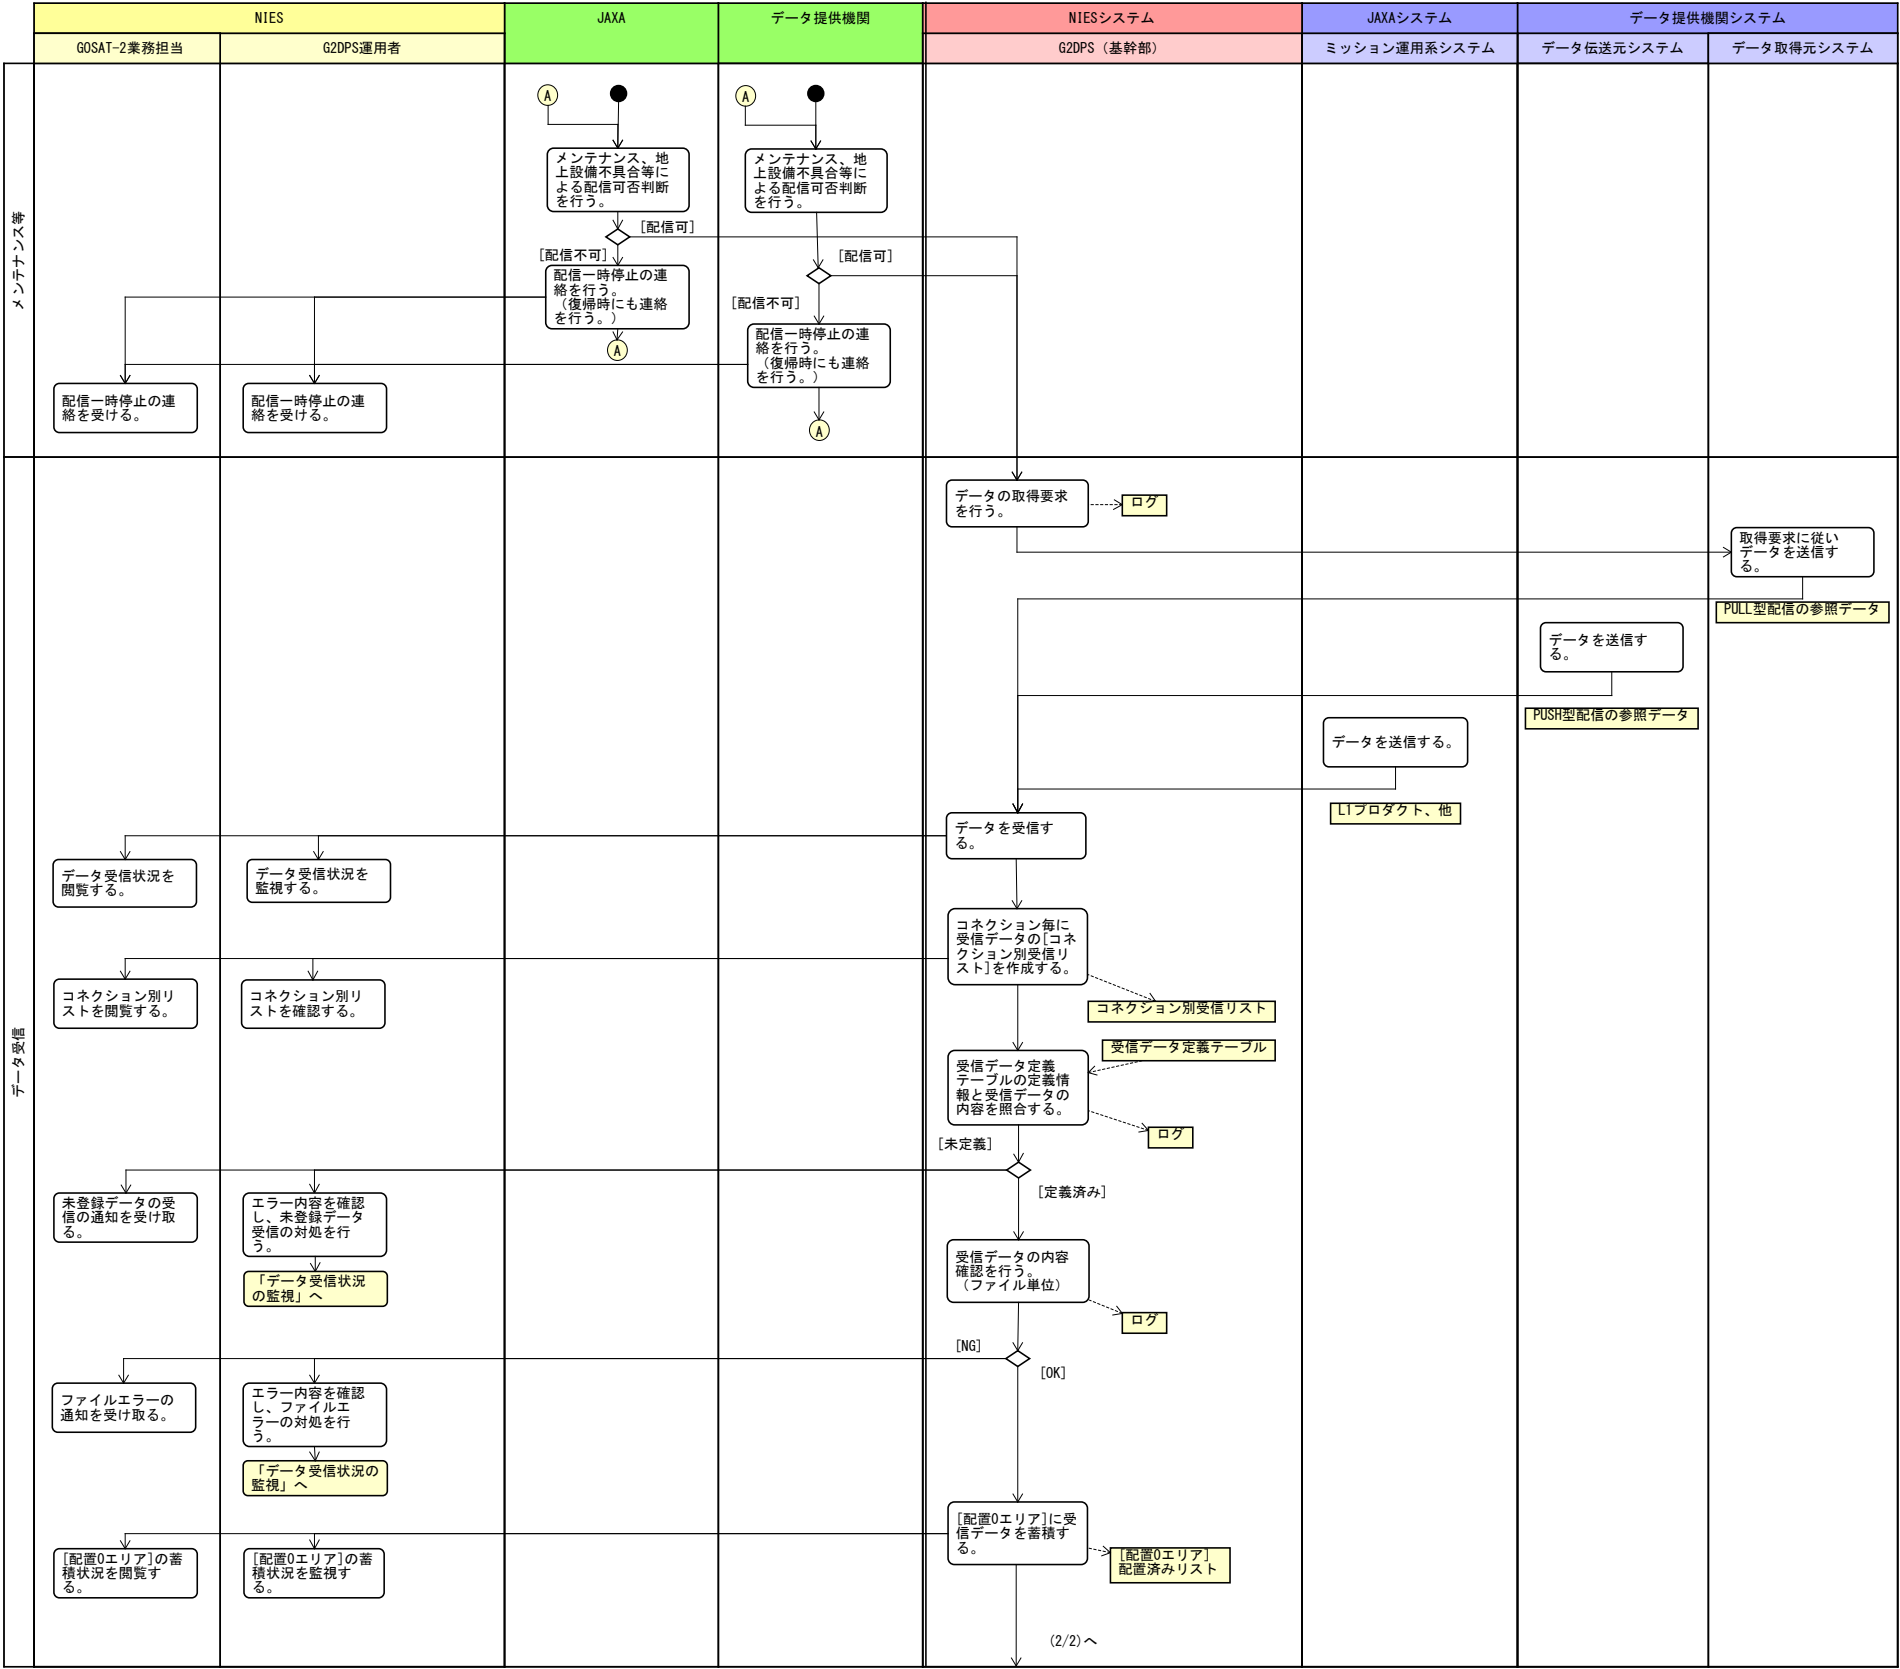 NIES
JAXA
データ提供機関
NIESシステム
JAXAシステム
データ提供機関システム
GOSAT-2業務担当
G2DPS運用者
G2DPS（基幹部）
ミッション運用系システム
データ伝送元システム
データ取得元システム
メンテナンス等
A
A
メンテナンス、地
上設備不具合等に
よる配信可否判断
を行う。
メンテナンス、地
上設備不具合等に
よる配信可否判断
を行う。
[配信可]
[配信不可]
[配信可]
配信一時停止の連
絡を行う。
（復帰時にも連絡
を行う。）
[配信不可]
A
配信一時停止の連
絡を行う。
（復帰時にも連絡
を行う。）
A
配信一時停止の連
絡を受ける。
配信一時停止の連
絡を受ける。
データ受信
データの取得要求
を行う。
ログ
取得要求に従い
データを送信す
る。
PULL型配信の参照データ
データを送信す
る。
PUSH型配信の参照データ
データを送信する。
L1プロダクト、他
データを受信す
る。
データ受信状況を
閲覧する。
データ受信状況を
監視する。
コネクション毎に
受信データの[コネ
クション別受信リ
スト]を作成する。
コネクション別リ
ストを閲覧する。
コネクション別リ
ストを確認する。
コネクション別受信リスト
受信データ定義テーブル
受信データ定義
テーブルの定義情
報と受信データの
内容を照合する。
ログ
[未定義]
[定義済み]
未登録データの受
信の通知を受け取
る。
エラー内容を確認
し、未登録データ
受信の対処を行
う。
「データ受信状況
の監視」へ
受信データの内容
確認を行う。
（ファイル単位）
ログ
[NG]
[OK]
ファイルエラーの
通知を受け取る。
エラー内容を確認
し、ファイルエ
ラーの対処を行
う。
「データ受信状況の
監視」へ
[配置0エリア]に受
信データを蓄積す
る。
[配置0エリア]の蓄
積状況を閲覧す
る。
[配置0エリア]の蓄
積状況を監視す
る。
[配置0エリア]
配置済みリスト
(2/2)へ